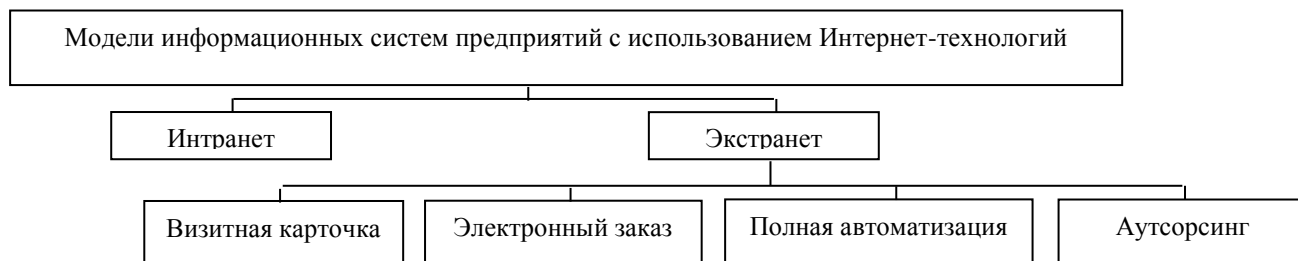 Модели информационных систем предприятий с использованием Интернет-технологий
Интранет
Экстранет
Визитная карточка
Электронный заказ
Полная автоматизация
Аутсорсинг